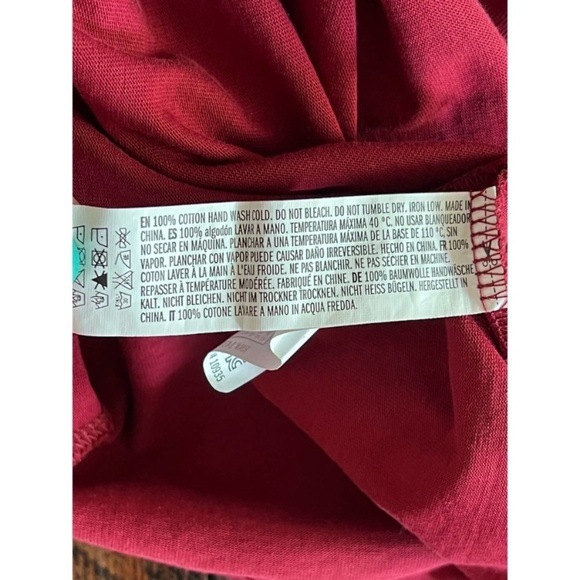 EN 100% COTTON HAND WASH COLD. DO NOT BLEACH. DO NOT TUMBLE DRY. IRON LOW. MADE IN
CHINA. ES 100% algodón LAVAR A MANO. TEMPERATURA MÁXIMA 40 °C. NO USAR BLANQUEADOR
NO SECAR EN MÁQUINA. PLANCHAR A UNA TEMPERATURA MÁXIMA DE LA BASE DE 110 °C, SIN
VAPOR. PLANCHAR CON VAPOR PUEDE CAUSAR DAÑO IRREVERSIBLE. HECHO EN CHINA. FR 100%
COTON LAVER À LA MAIN À L'EAU FROIDE. NE PAS BLANCHIR. NE PAS SÉCHER EN MACHINE.
REPASSER À TEMPÉRATURE MODÉRÉE. FABRIQUÉ EN CHINE. DE 100% BAUMWOLLE HANDWÄSCHE,
KALT. NICHT BLEICHEN. NICHT IM TROCKNER TROCKNEN. NICHT HEISS BÜGELN. HERGESTELLT IN
CHINA. IT 100% COTONE LAVARE A MANO IN ACQUA FREDDA.
10935